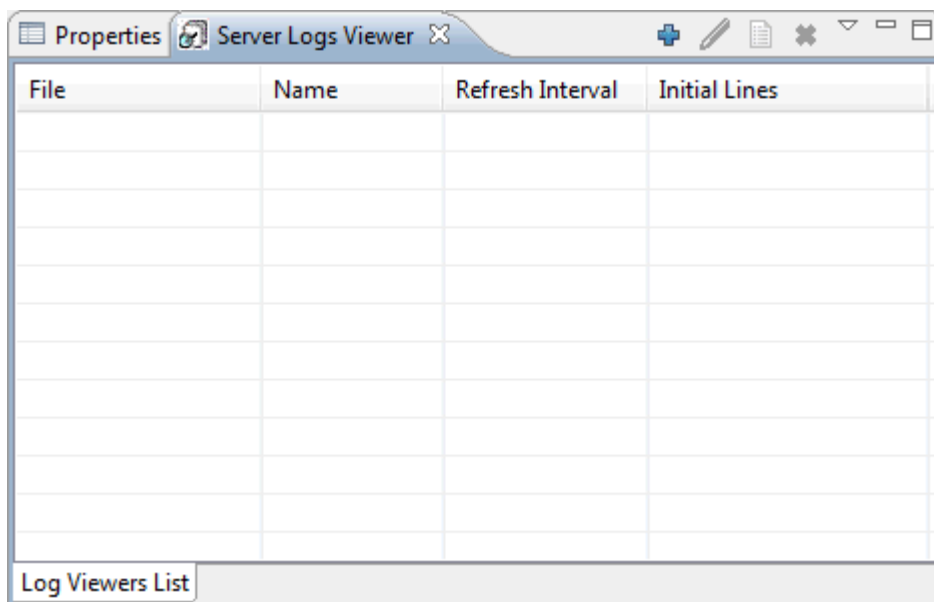 Properties Server Logs Viewer
File Name Refresh Interval Initial Lines
Log Viewers List